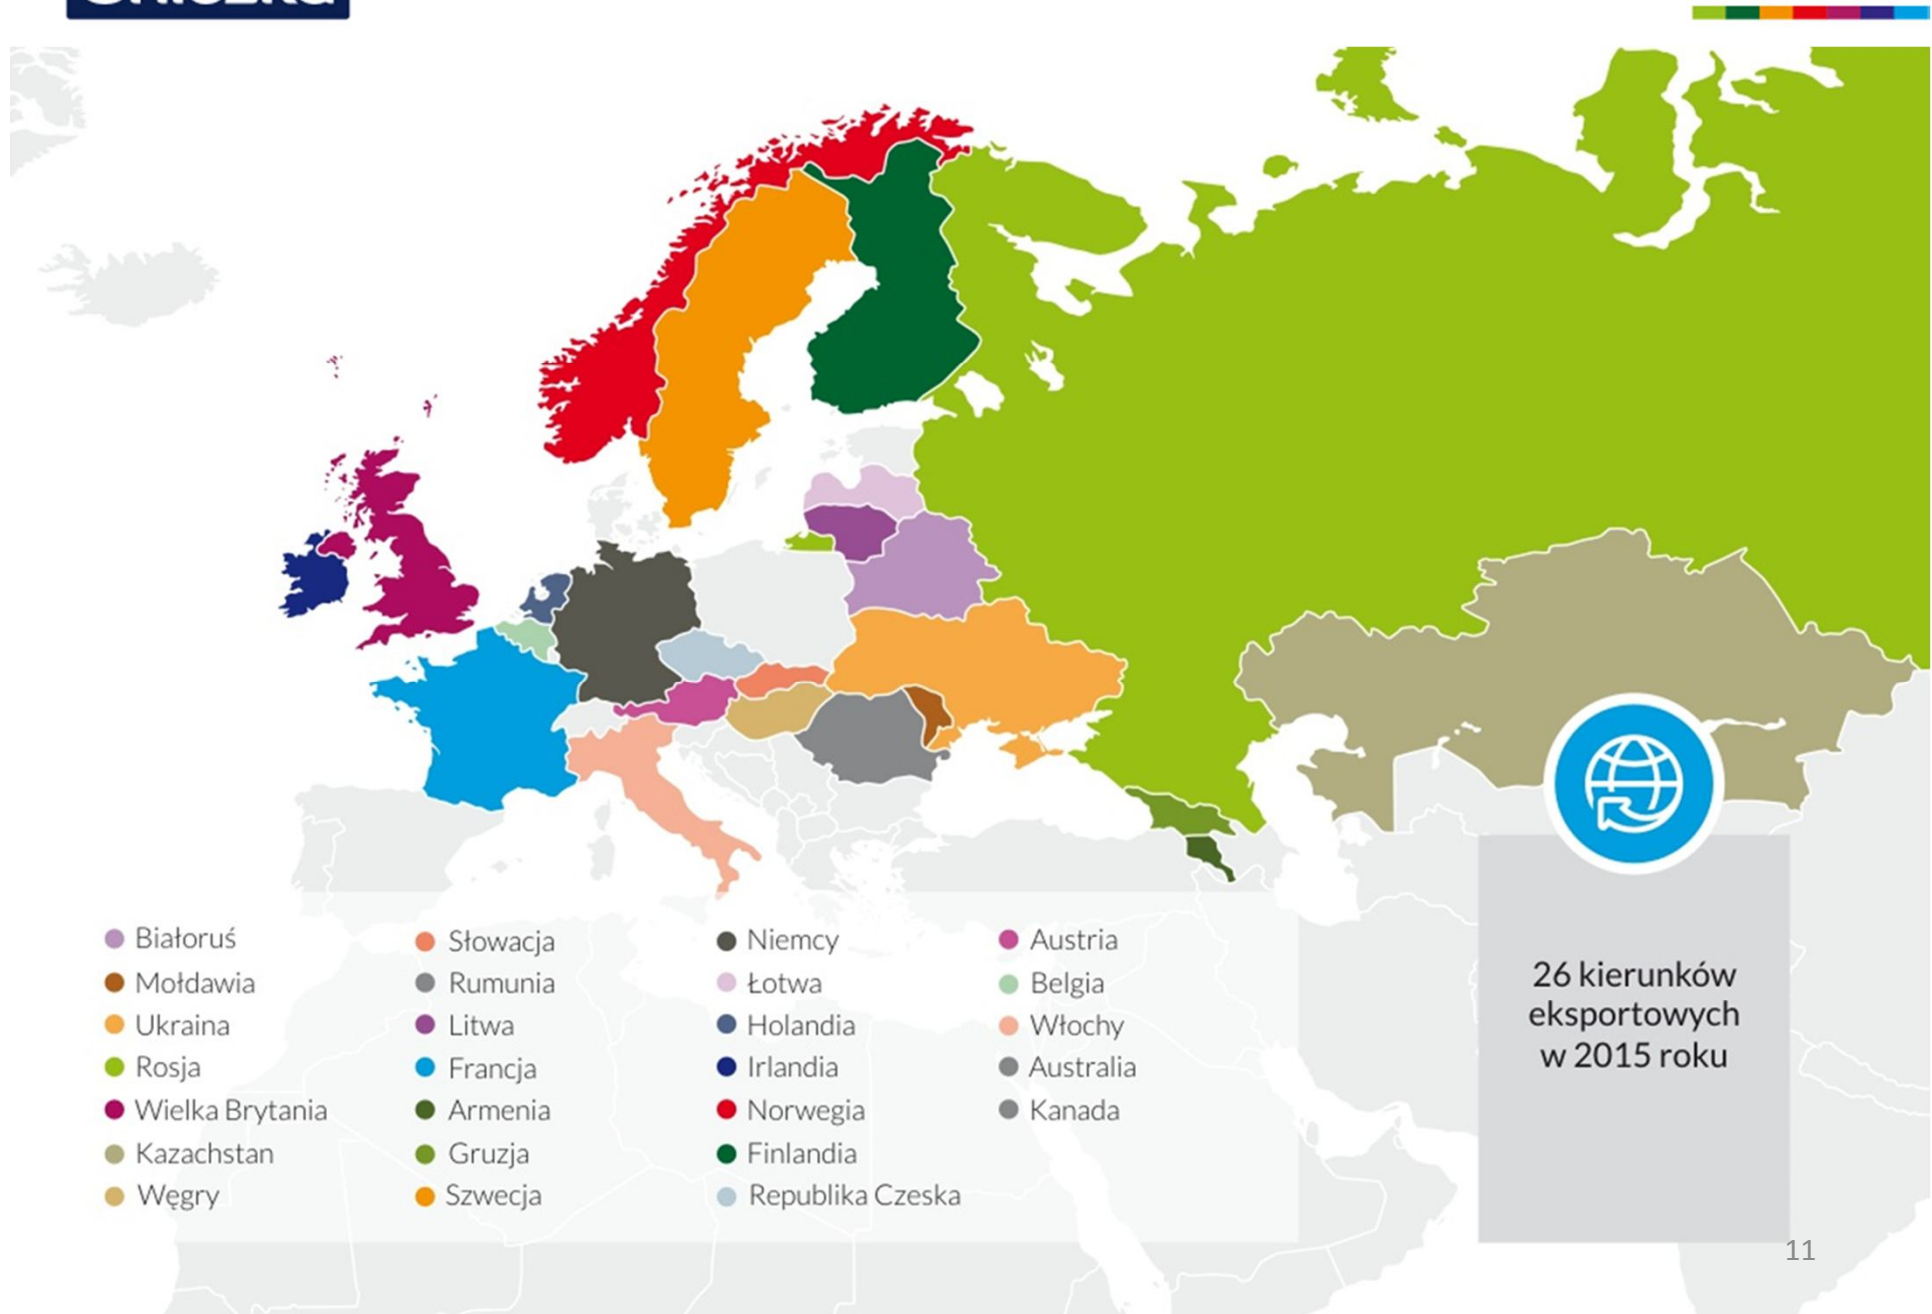 Białoruś
Mołdawia
Ukraina
Rosja
Wielka Brytania
Kazachstan
Węgry
Słowacja
Rumunia
Litwa
Francja
Armenia
Gruzja
Szwecja
Niemcy
Łotwa
Holandia
Irlandia
Norwegia
Finlandia
Republika Czeska
Austria
Belgia
Włochy
Australia
Kanada
26 kierunków
eksportowych
w 2015 roku
11